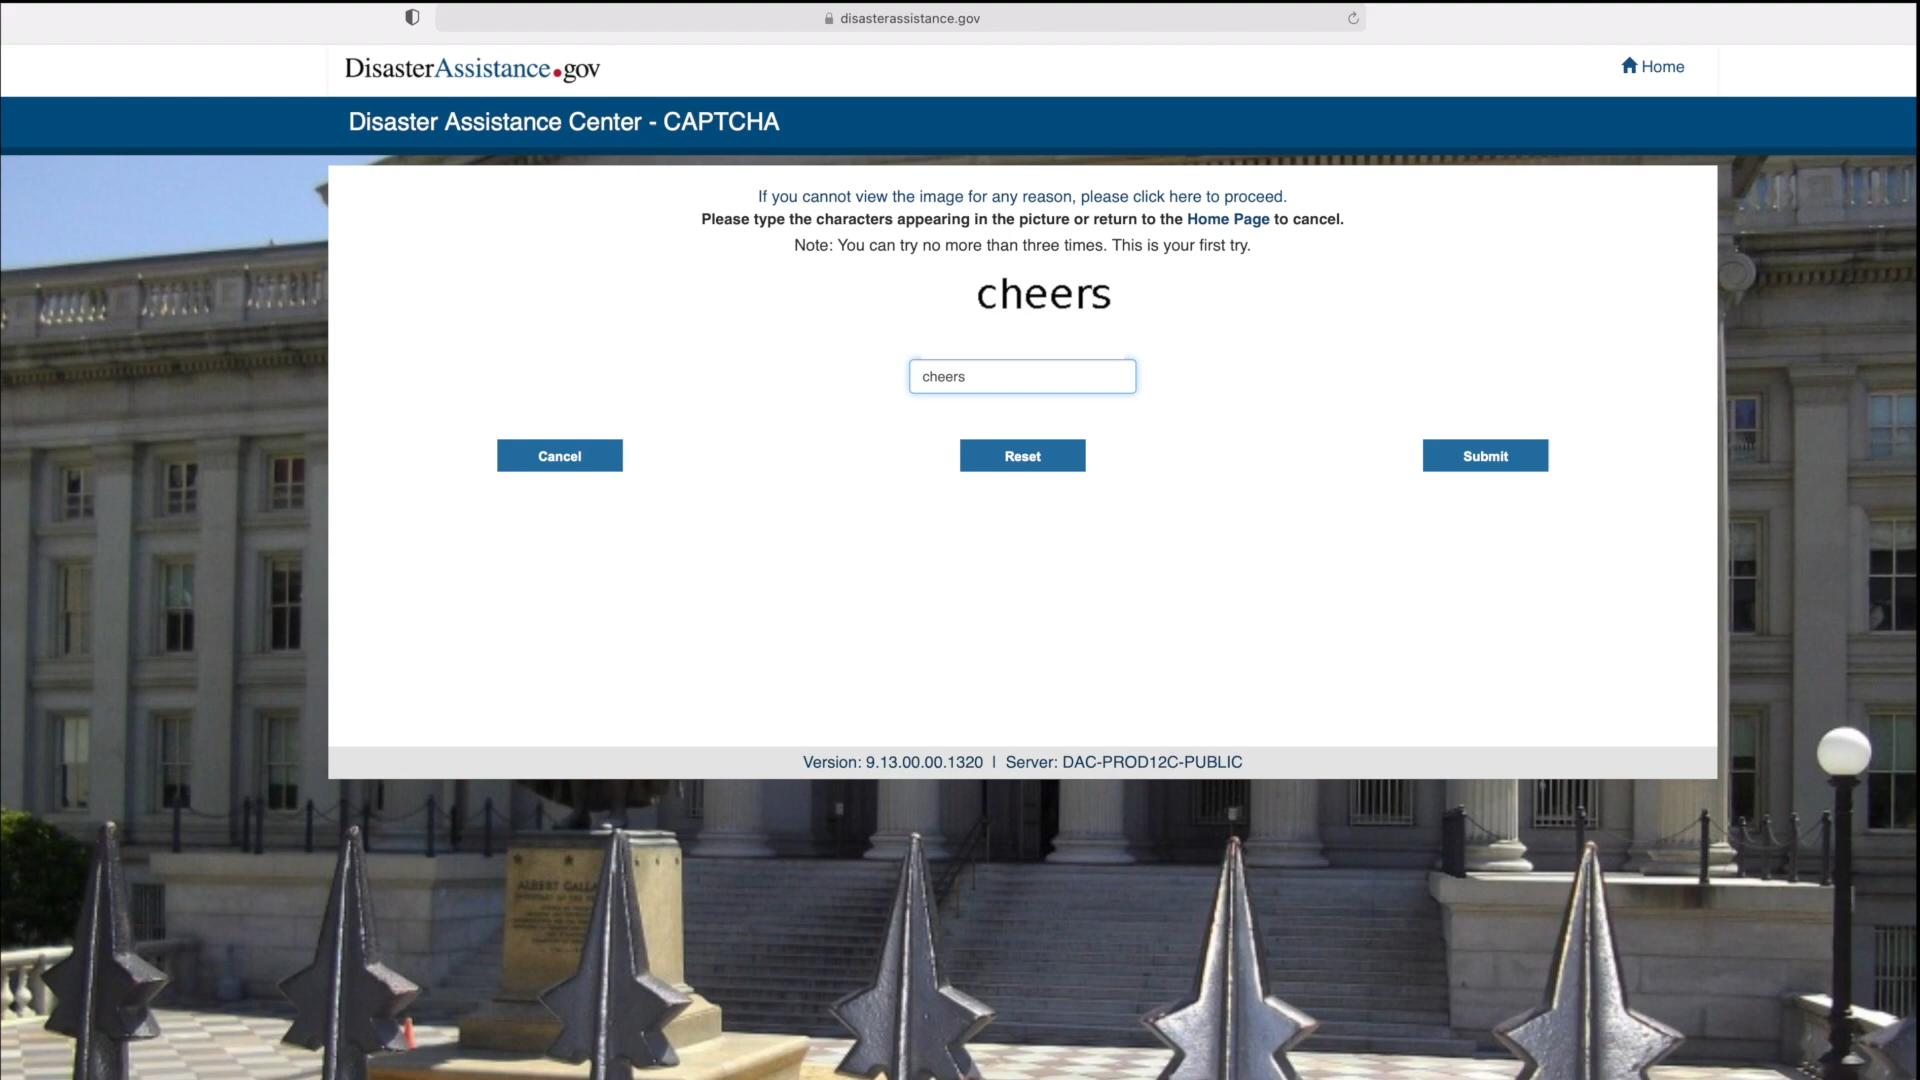 disasterassistance.gov
DisasterAssistance.gov
Home
Disaster Assistance Center - CAPTCHA
If you cannot view the image for any reason, please click here to proceed.
Please type the characters appearing in the picture or return to the Home Page to cancel.
Note: You can try no more than three times. This is your first try.
cheers
cheers
Cancel Reset Submit
Version: 9.13.00.00.1320 | Server: DAC-PROD12C-PUBLIC
ALBERT GALLA